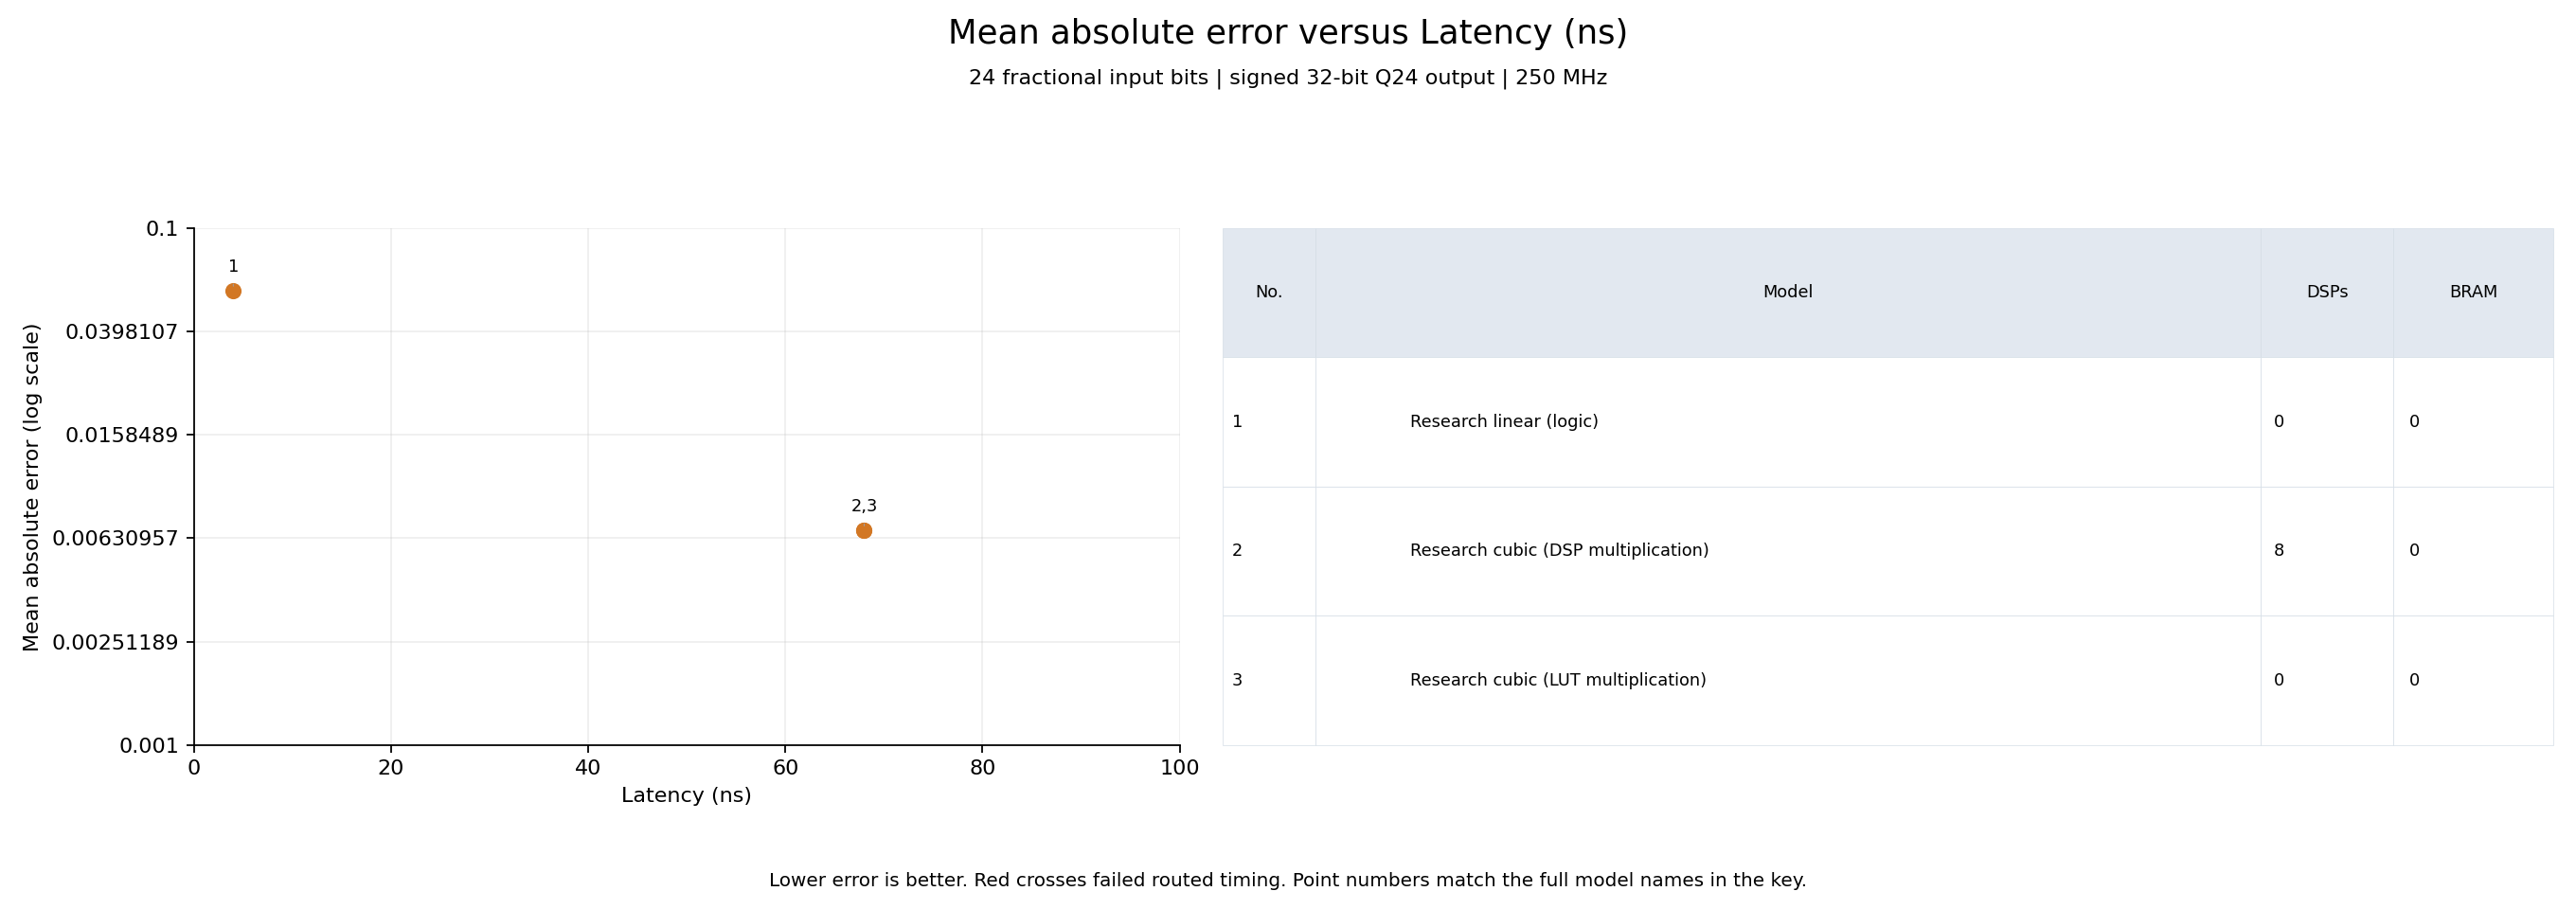 Mean absolute error versus Latency (ns)
24 fractional input bits | signed 32-bit Q24 output | 250 MHz
Mean absolute error (log scale)
0.1
0.0398107
0.0158489
0.00630957
0.00251189
0.001
1
2,3
0 20 40 60 80 100
Latency (ns)
No. Model DSPs BRAM
1 Research linear (logic) 0 0
2 Research cubic (DSP multiplication) 8 0
3 Research cubic (LUT multiplication) 0 0
Lower error is better. Red crosses failed routed timing. Point numbers match the full model names in the key.